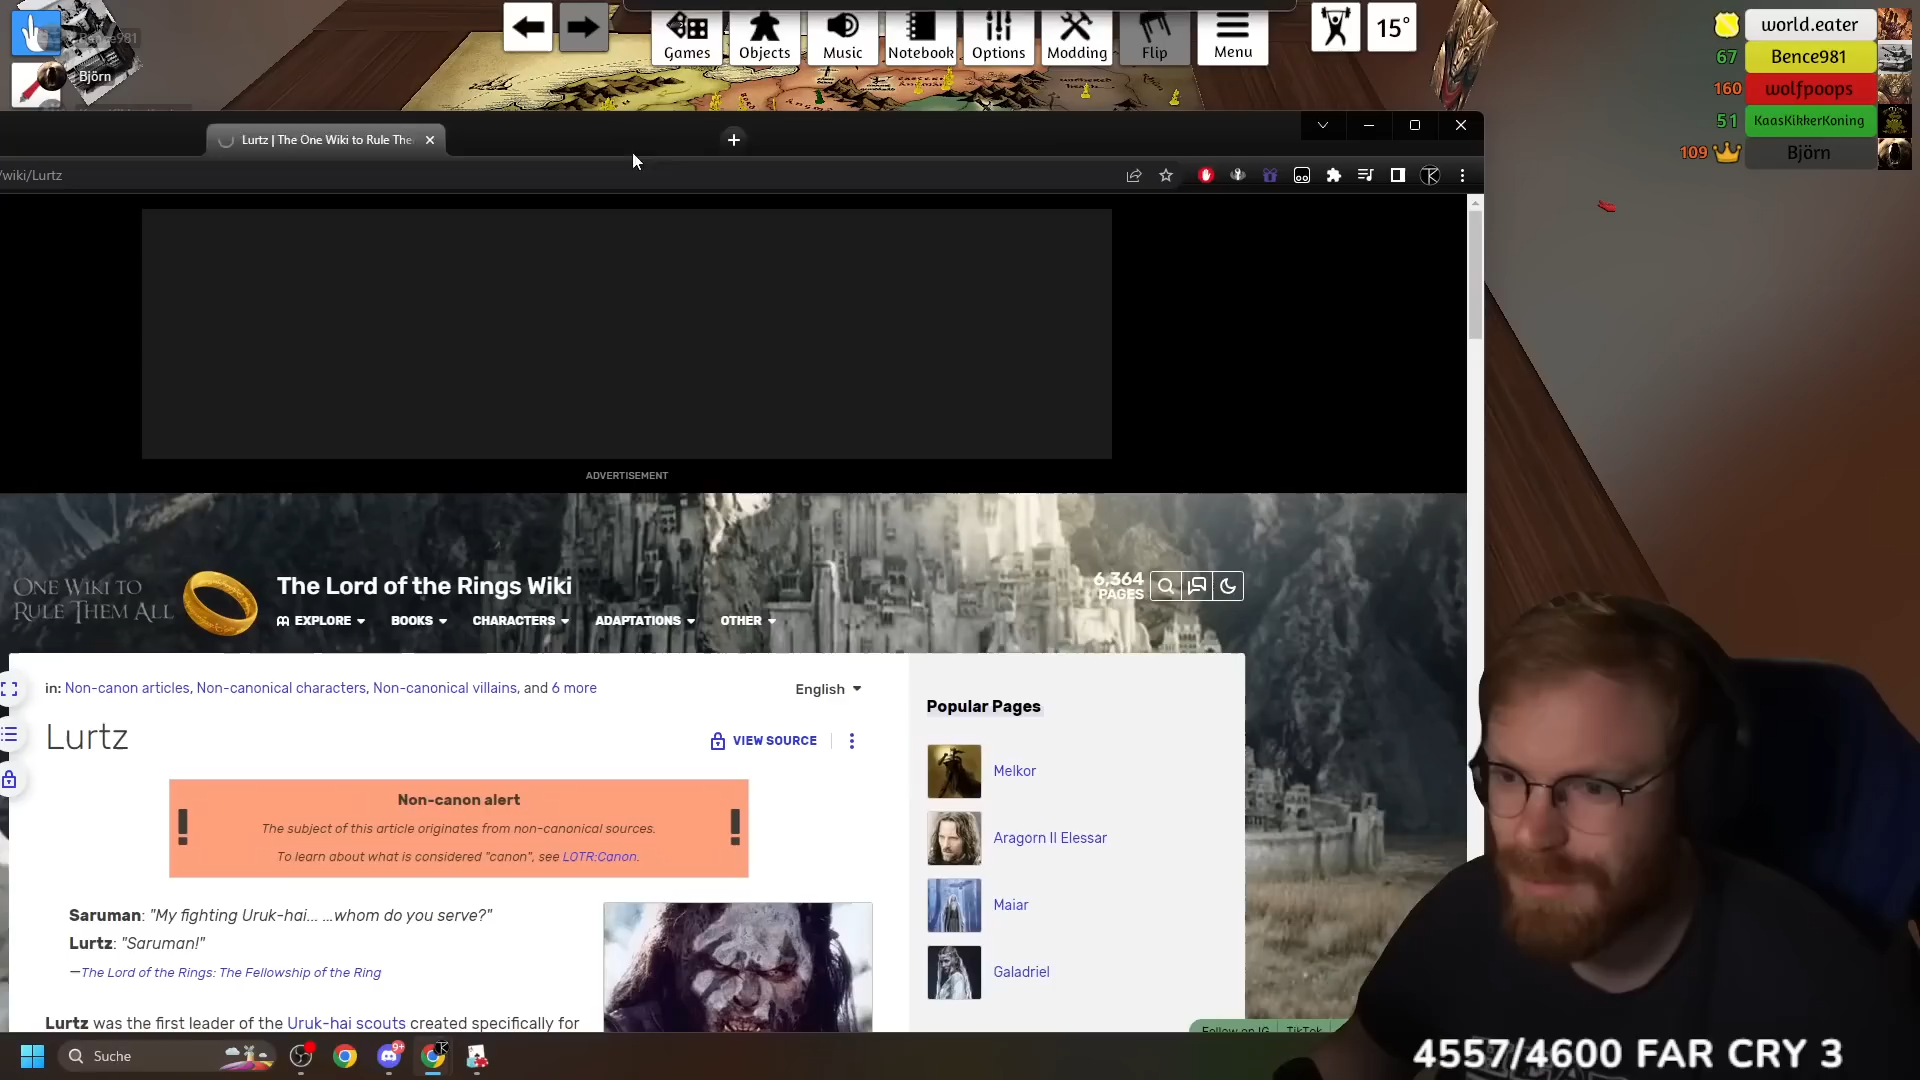 Bence981
Björn
Games
Objects
Music
Notebook
Options
Modding
Flip
Menu
15°
world.eater
67 Bence981
160 wolfpoops
51 KaasKikkerKoning
109 Björn
Lurtz | The One Wiki to Rule The
/wiki/Lurtz
ADVERTISEMENT
ONE WIKI TO
RULE THEM ALL
The Lord of the Rings Wiki
6,364
PAGES
EXPLORE
BOOKS
CHARACTERS
ADAPTATIONS
OTHER
in: Non-canon articles, Non-canonical characters, Non-canonical villains, and 6 more
English
Lurtz
VIEW SOURCE
Non-canon alert
The subject of this article originates from non-canonical sources.
To learn about what is considered "canon", see LOTR:Canon.
Saruman: "My fighting Uruk-hai... ...whom do you serve?"
Lurtz: "Saruman!"
—The Lord of the Rings: The Fellowship of the Ring
Lurtz was the first leader of the Uruk-hai scouts created specifically for
Popular Pages
Melkor
Aragorn II Elessar
Maiar
Galadriel
Follow on IG
TikTok
Suche
9+
4557/4600 FAR CRY 3